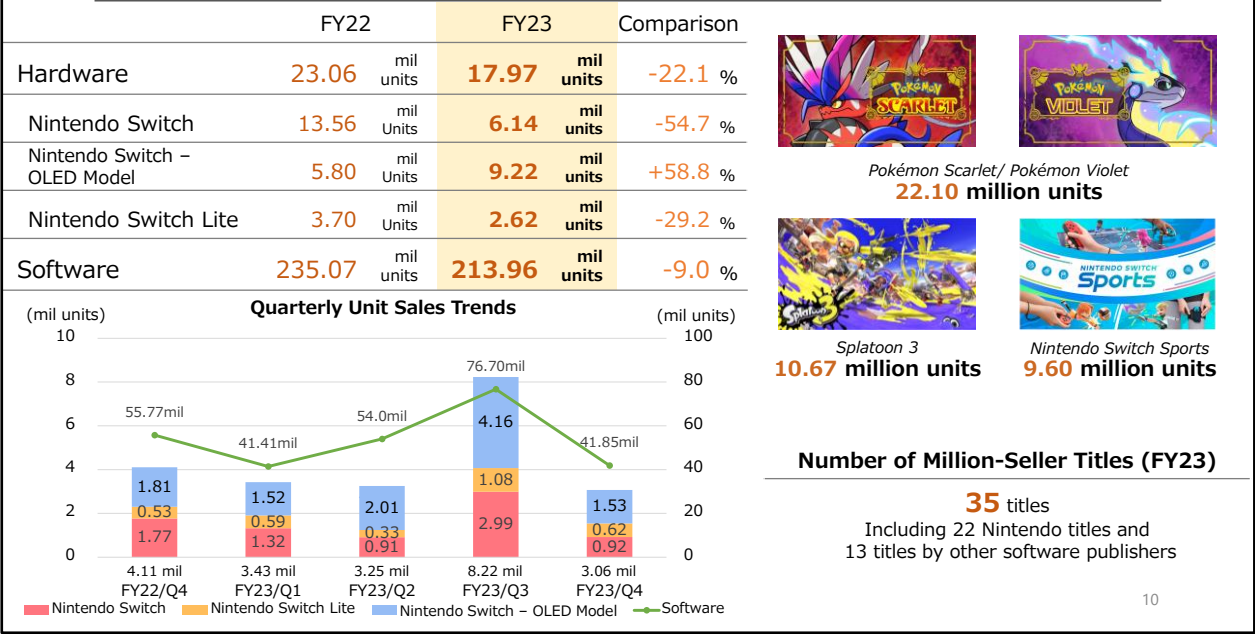 FY22 FY23 Comparison
Hardware 23.06 mil units 17.97 mil units -22.1 %
Nintendo Switch 13.56 mil Units 6.14 mil units -54.7 %
Nintendo Switch – OLED Model 5.80 mil Units 9.22 mil units +58.8 %
Nintendo Switch Lite 3.70 mil Units 2.62 mil units -29.2 %
Software 235.07 mil units 213.96 mil units -9.0 %
Quarterly Unit Sales Trends
(mil units) (mil units)
10 100
8 80
6 60
4 40
2 20
0 0
55.77mil 41.41mil 54.0mil 76.70mil 41.85mil
1.81 1.52 2.01 4.16 1.53
0.53 0.59 0.33 1.08 0.62
1.77 1.32 0.91 2.99 0.92
4.11 mil 3.43 mil 3.25 mil 8.22 mil 3.06 mil
FY22/Q4 FY23/Q1 FY23/Q2 FY23/Q3 FY23/Q4
Nintendo Switch Nintendo Switch Lite Nintendo Switch – OLED Model Software
POKéMON SCARLET
POKéMON VIOLET
Pokémon Scarlet/ Pokémon Violet
22.10 million units
Splatoon 3
NINTENDO SWITCH
Sports
Splatoon 3
10.67 million units
Nintendo Switch Sports
9.60 million units
Number of Million-Seller Titles (FY23)
35 titles
Including 22 Nintendo titles and
13 titles by other software publishers
10